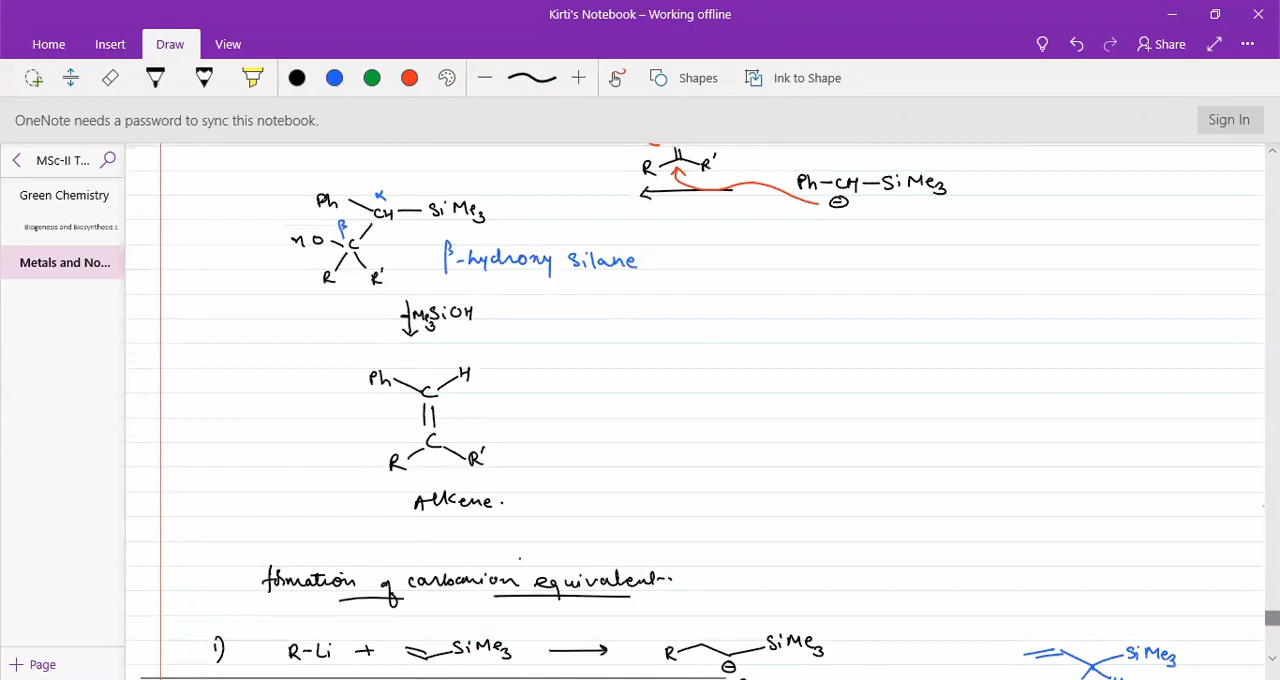 Kirti's Notebook – Working offline
Home Insert Draw View
Share
Shapes
Ink to Shape
OneNote needs a password to sync this notebook.
Sign In
MSc-II T...
Green Chemistry
Biogenesis and Biosynthesis
Metals and No...
R R'
Ph-CH-SiMe3
⊖
Ph α
CH-SiMe3
β
HO C
R R'
β-hydroxy silane
-Me3SiOH
Ph H
C
C
R R'
Alkene.
formation of carbanion equivalent..
1) R-Li + SiMe3 → R SiMe3
⊖
SiMe3
Page